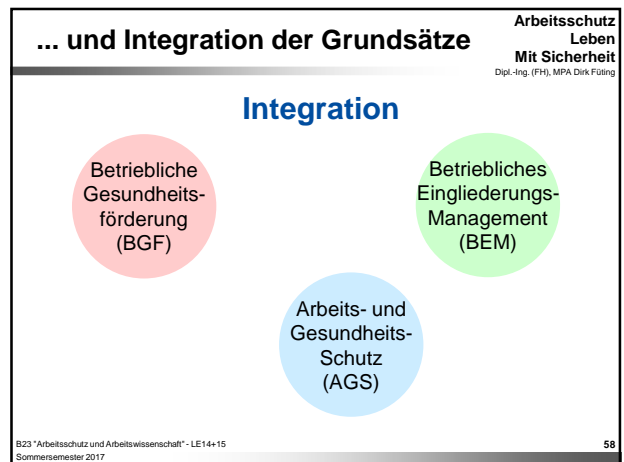 ... und Integration der Grundsätze
Arbeitsschutz
Leben
Mit Sicherheit
Dipl.-Ing. (FH), MPA Dirk Füting
Integration
Betriebliche
Gesundheits-
förderung
(BGF)
Betriebliches
Eingliederungs-
Management
(BEM)
Arbeits- und
Gesundheits-
Schutz
(AGS)
B23 "Arbeitsschutz und Arbeitswissenschaft" - LE14+15
Sommersemester 2017
58